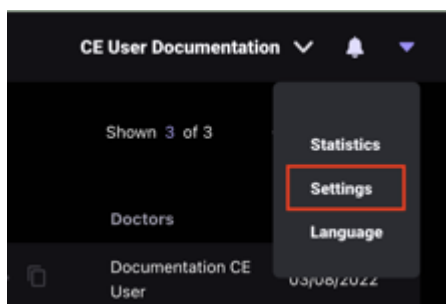 CE User Documentation
Shown 3 of 3
Statistics
Settings
Language
Doctors
Documentation CE
User
03/08/2022